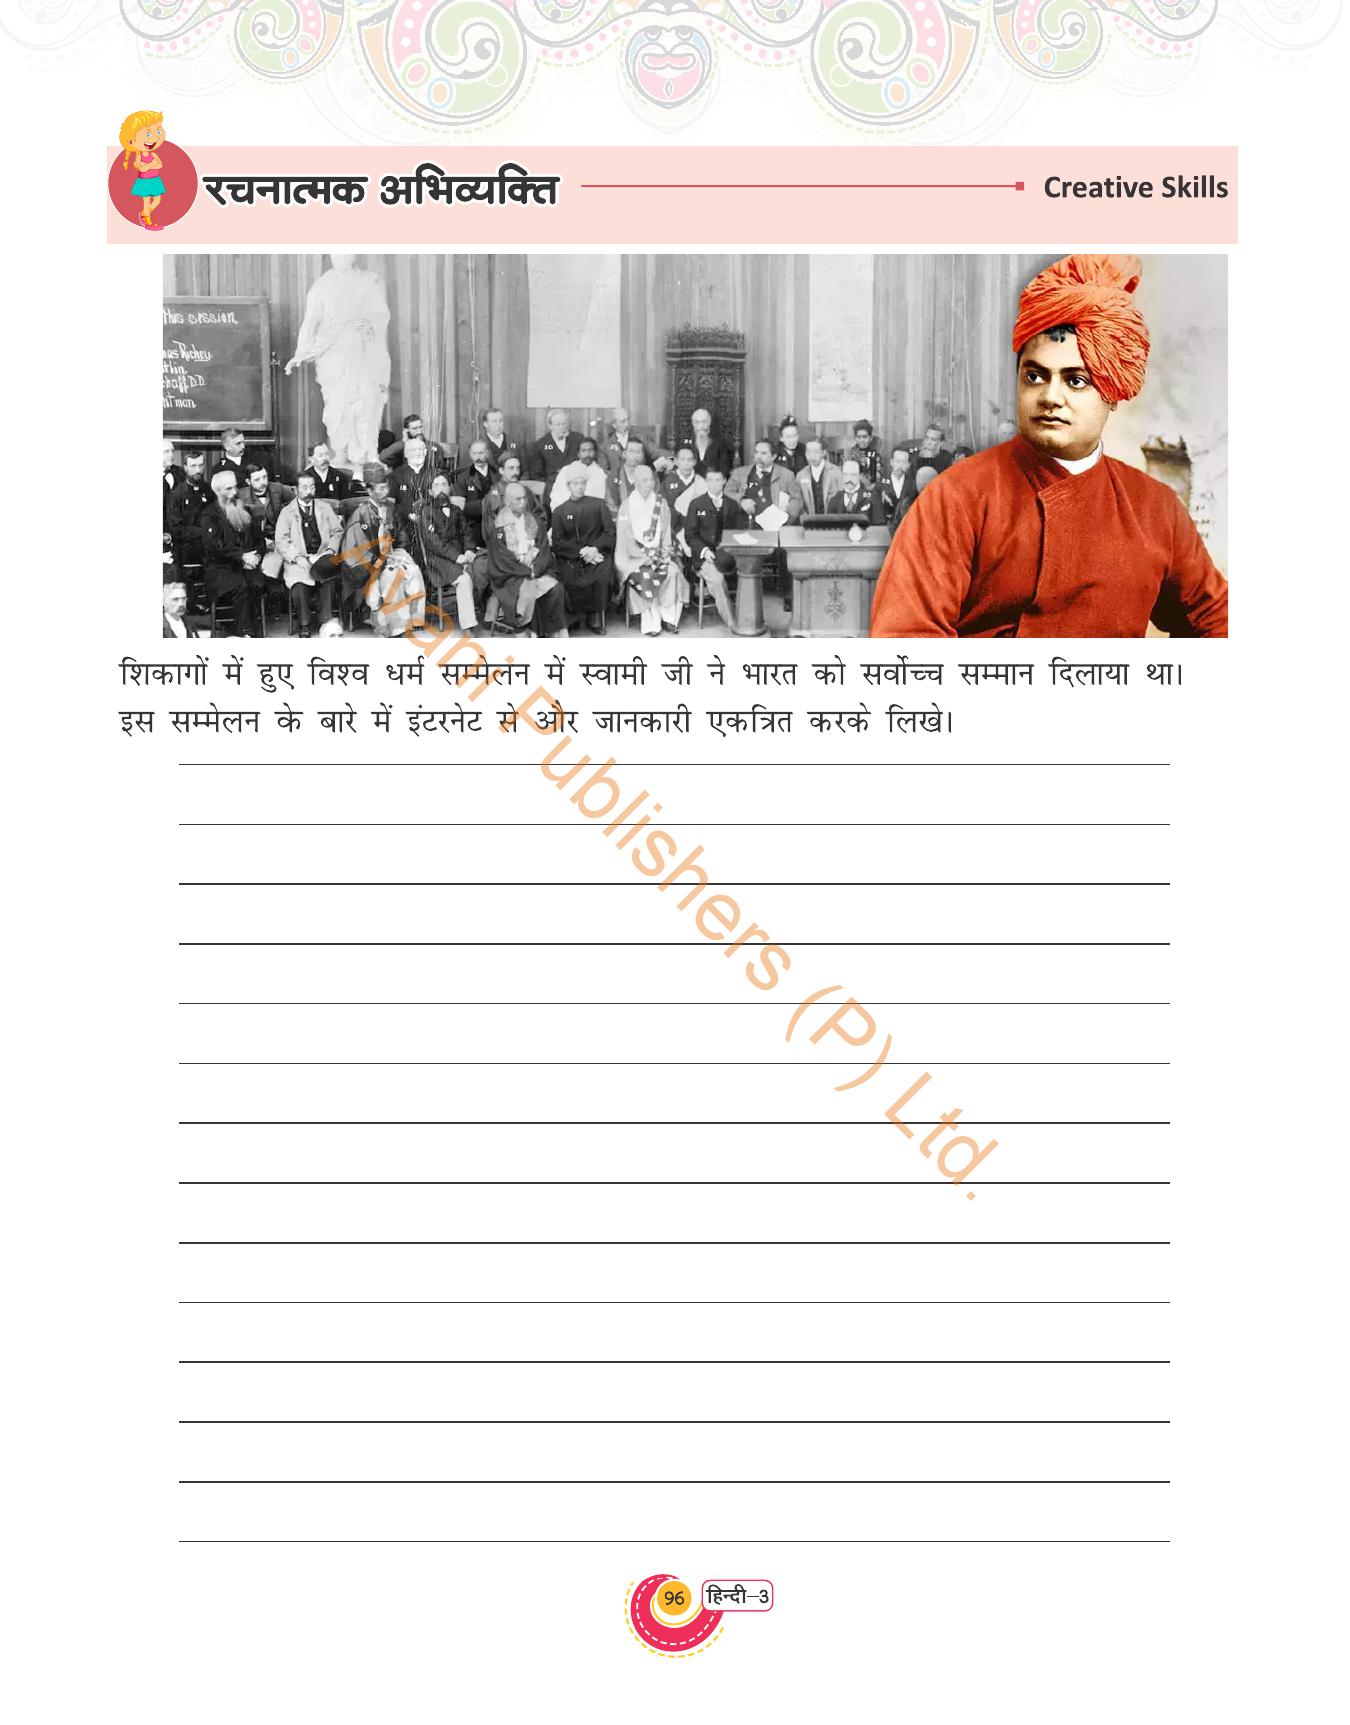 रचनात्मक अभिव्यक्ति
Creative Skills
this session.
Richey
शिकागों में हुए विश्व धर्म सम्मेलन में स्वामी जी ने भारत को सर्वोच्च सम्मान दिलाया था।
इस सम्मेलन के बारे में इंटरनेट से और जानकारी एकत्रित करके लिखे।
Avani Publishers (P) Ltd.
96
हिन्दी–3